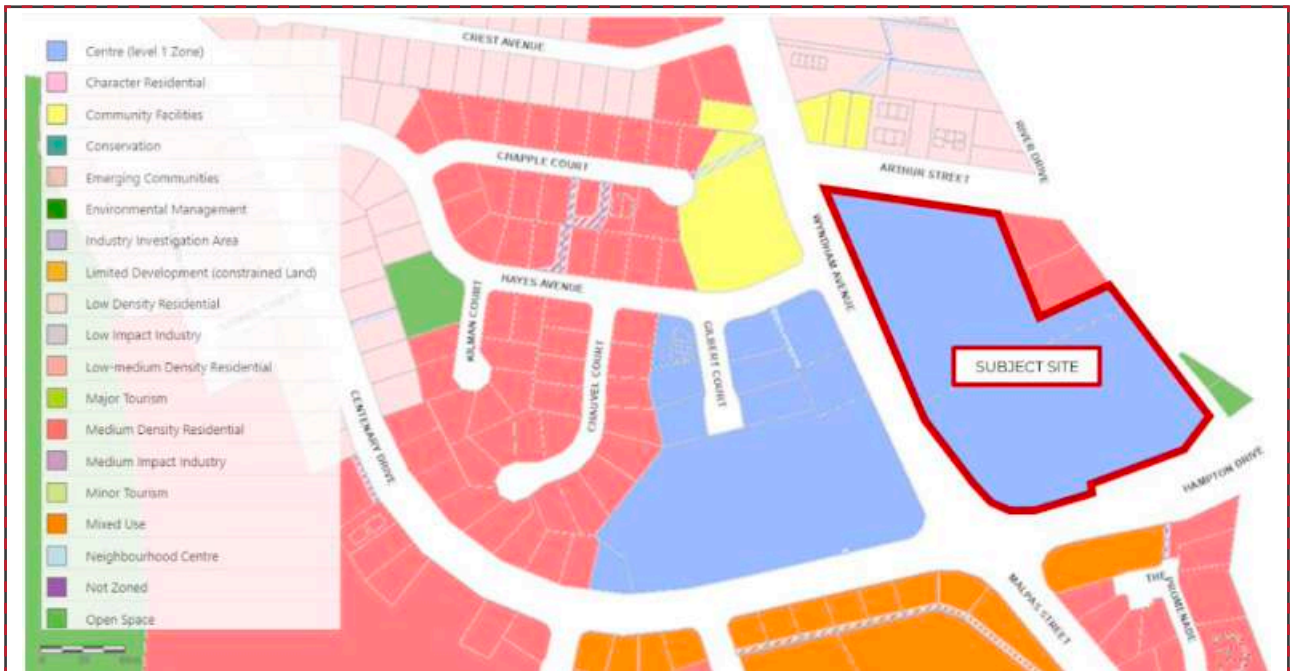 Centre (level 1 Zone)
Character Residential
Community Facilities
Conservation
Emerging Communities
Environmental Management
Industry Investigation Area
Limited Development (constrained Land)
Low Density Residential
Low Impact Industry
Low-medium Density Residential
Major Tourism
Medium Density Residential
Medium Impact Industry
Minor Tourism
Mixed Use
Neighbourhood Centre
Not Zoned
Open Space
CREST AVENUE
CHAPPLE COURT
RIVER DRIVE
ARTHUR STREET
WYNDHAM AVENUE
HAYES AVENUE
KILMAN COURT
CHAUVEL COURT
GILBERT COURT
SUBJECT SITE
CENTENARY DRIVE
HAMPTON DRIVE
MALPAS STREET
THE PROMENADE